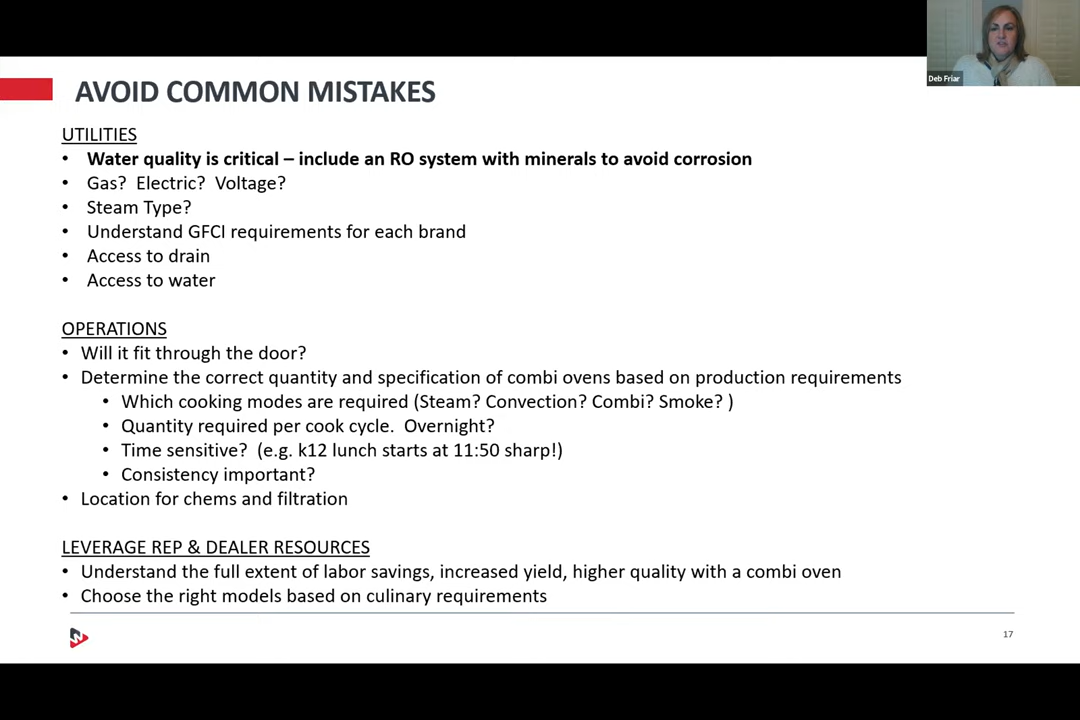 Deb Friar
AVOID COMMON MISTAKES
UTILITIES
• Water quality is critical – include an RO system with minerals to avoid corrosion
• Gas? Electric? Voltage?
• Steam Type?
• Understand GFCI requirements for each brand
• Access to drain
• Access to water
OPERATIONS
• Will it fit through the door?
• Determine the correct quantity and specification of combi ovens based on production requirements
• Which cooking modes are required (Steam? Convection? Combi? Smoke? )
• Quantity required per cook cycle. Overnight?
• Time sensitive? (e.g. k12 lunch starts at 11:50 sharp!)
• Consistency important?
• Location for chems and filtration
LEVERAGE REP & DEALER RESOURCES
• Understand the full extent of labor savings, increased yield, higher quality with a combi oven
• Choose the right models based on culinary requirements
17